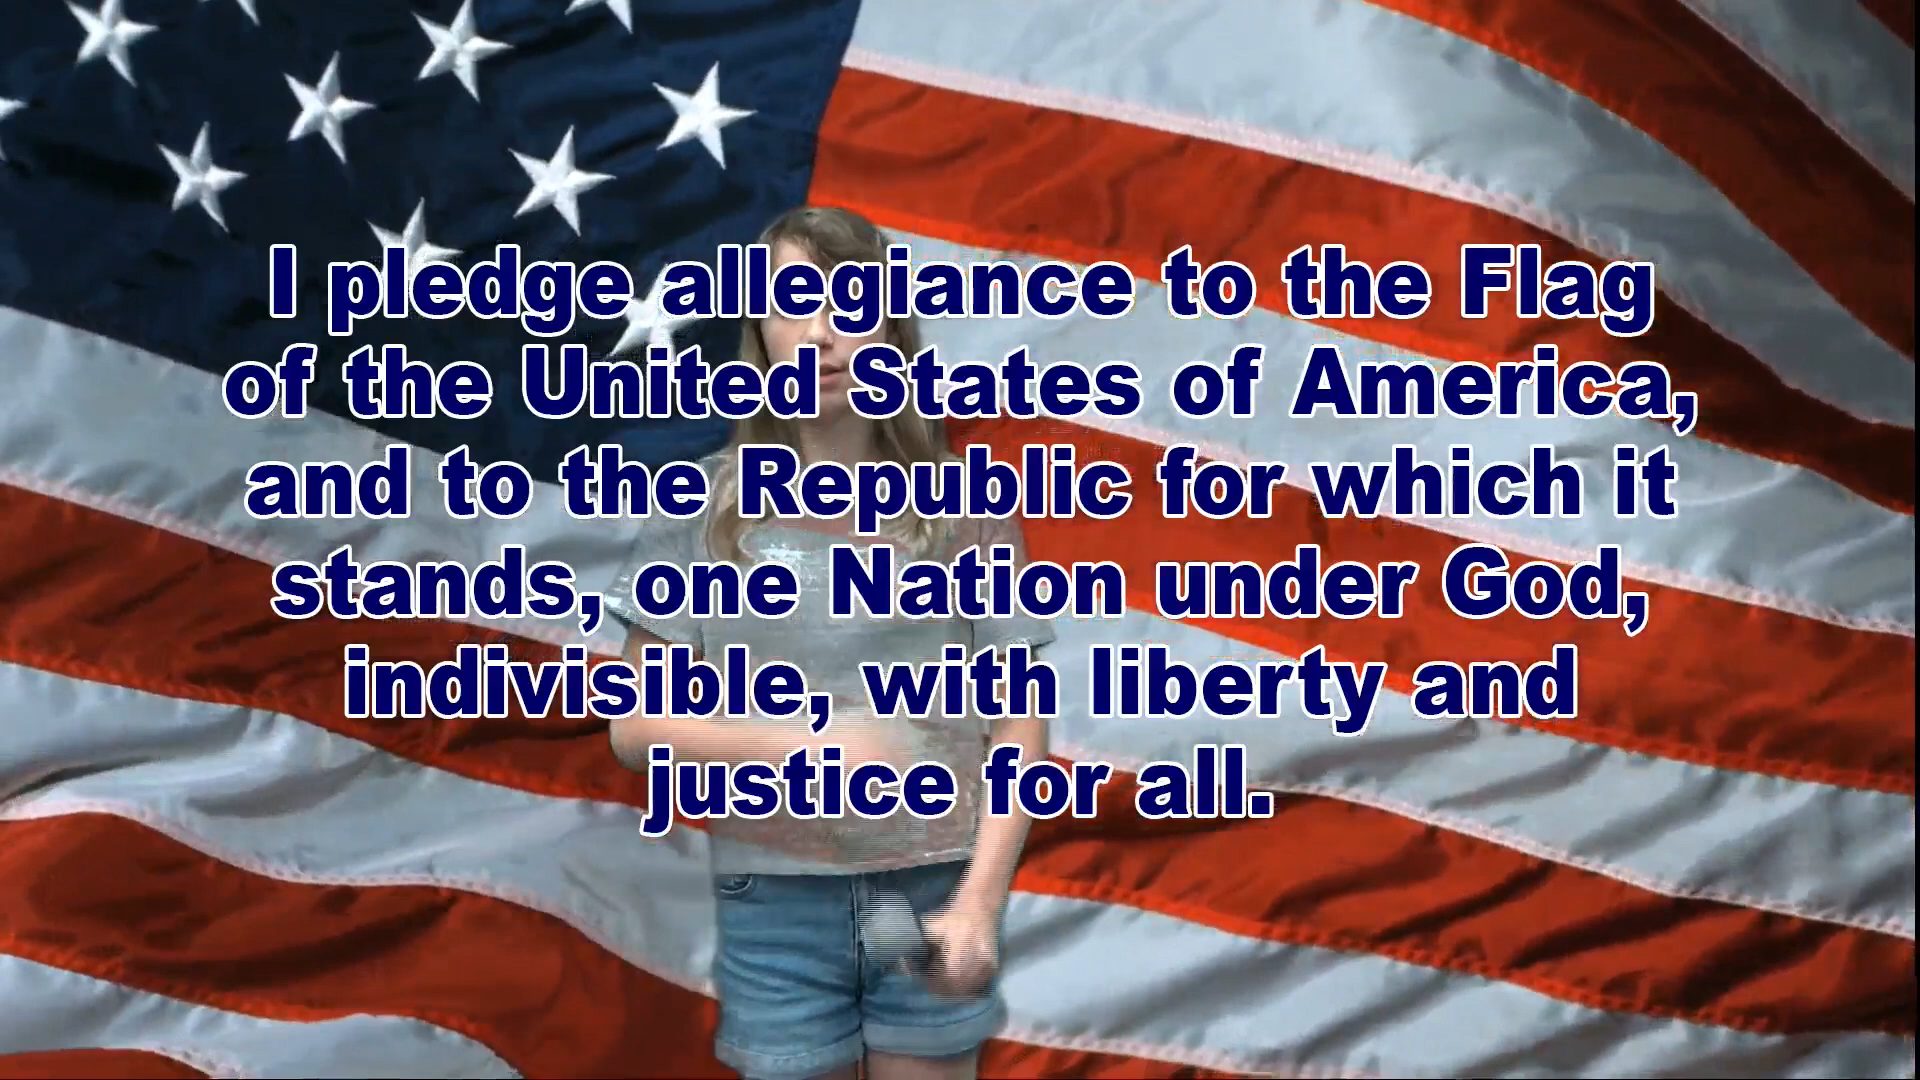 I pledge allegiance to the Flag
of the United States of America,
and to the Republic for which it
stands, one Nation under God,
indivisible, with liberty and
justice for all.